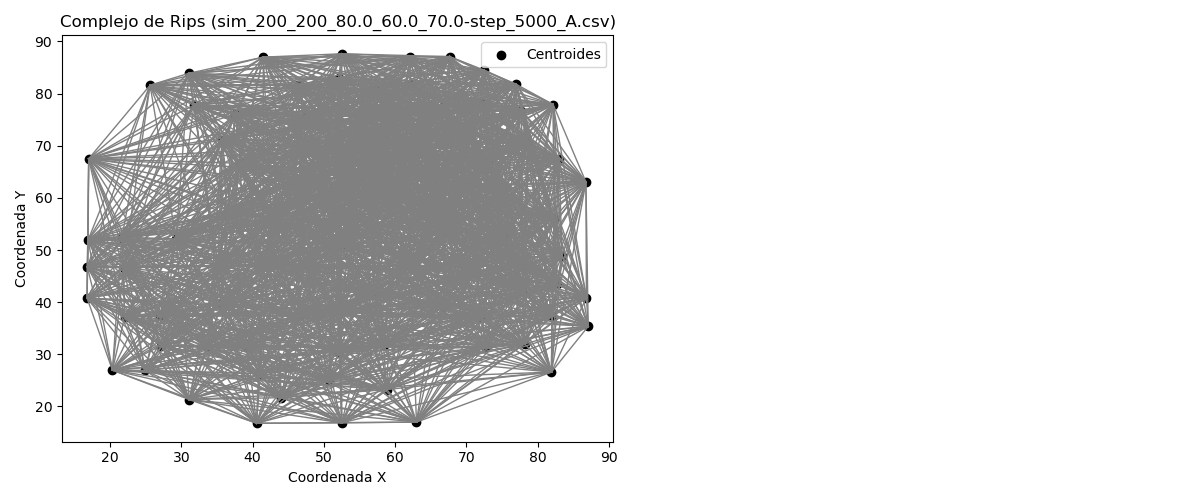 Complejo de Rips (sim_200_200_80.0_60.0_70.0-step_5000_A.csv)
Centroides
90
80
70
60
50
40
30
20
Coordenada Y
20 30 40 50 60 70 80 90
Coordenada X